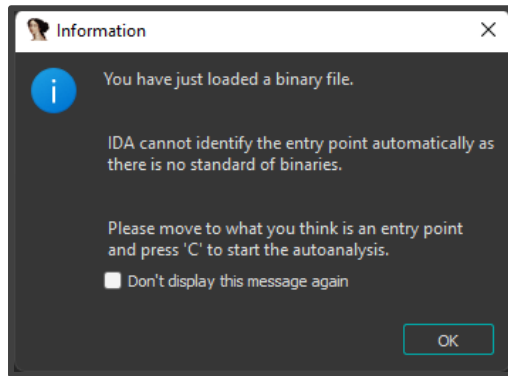 Information
You have just loaded a binary file.
IDA cannot identify the entry point automatically as
there is no standard of binaries.
Please move to what you think is an entry point
and press 'C' to start the autoanalysis.
Don't display this message again
OK